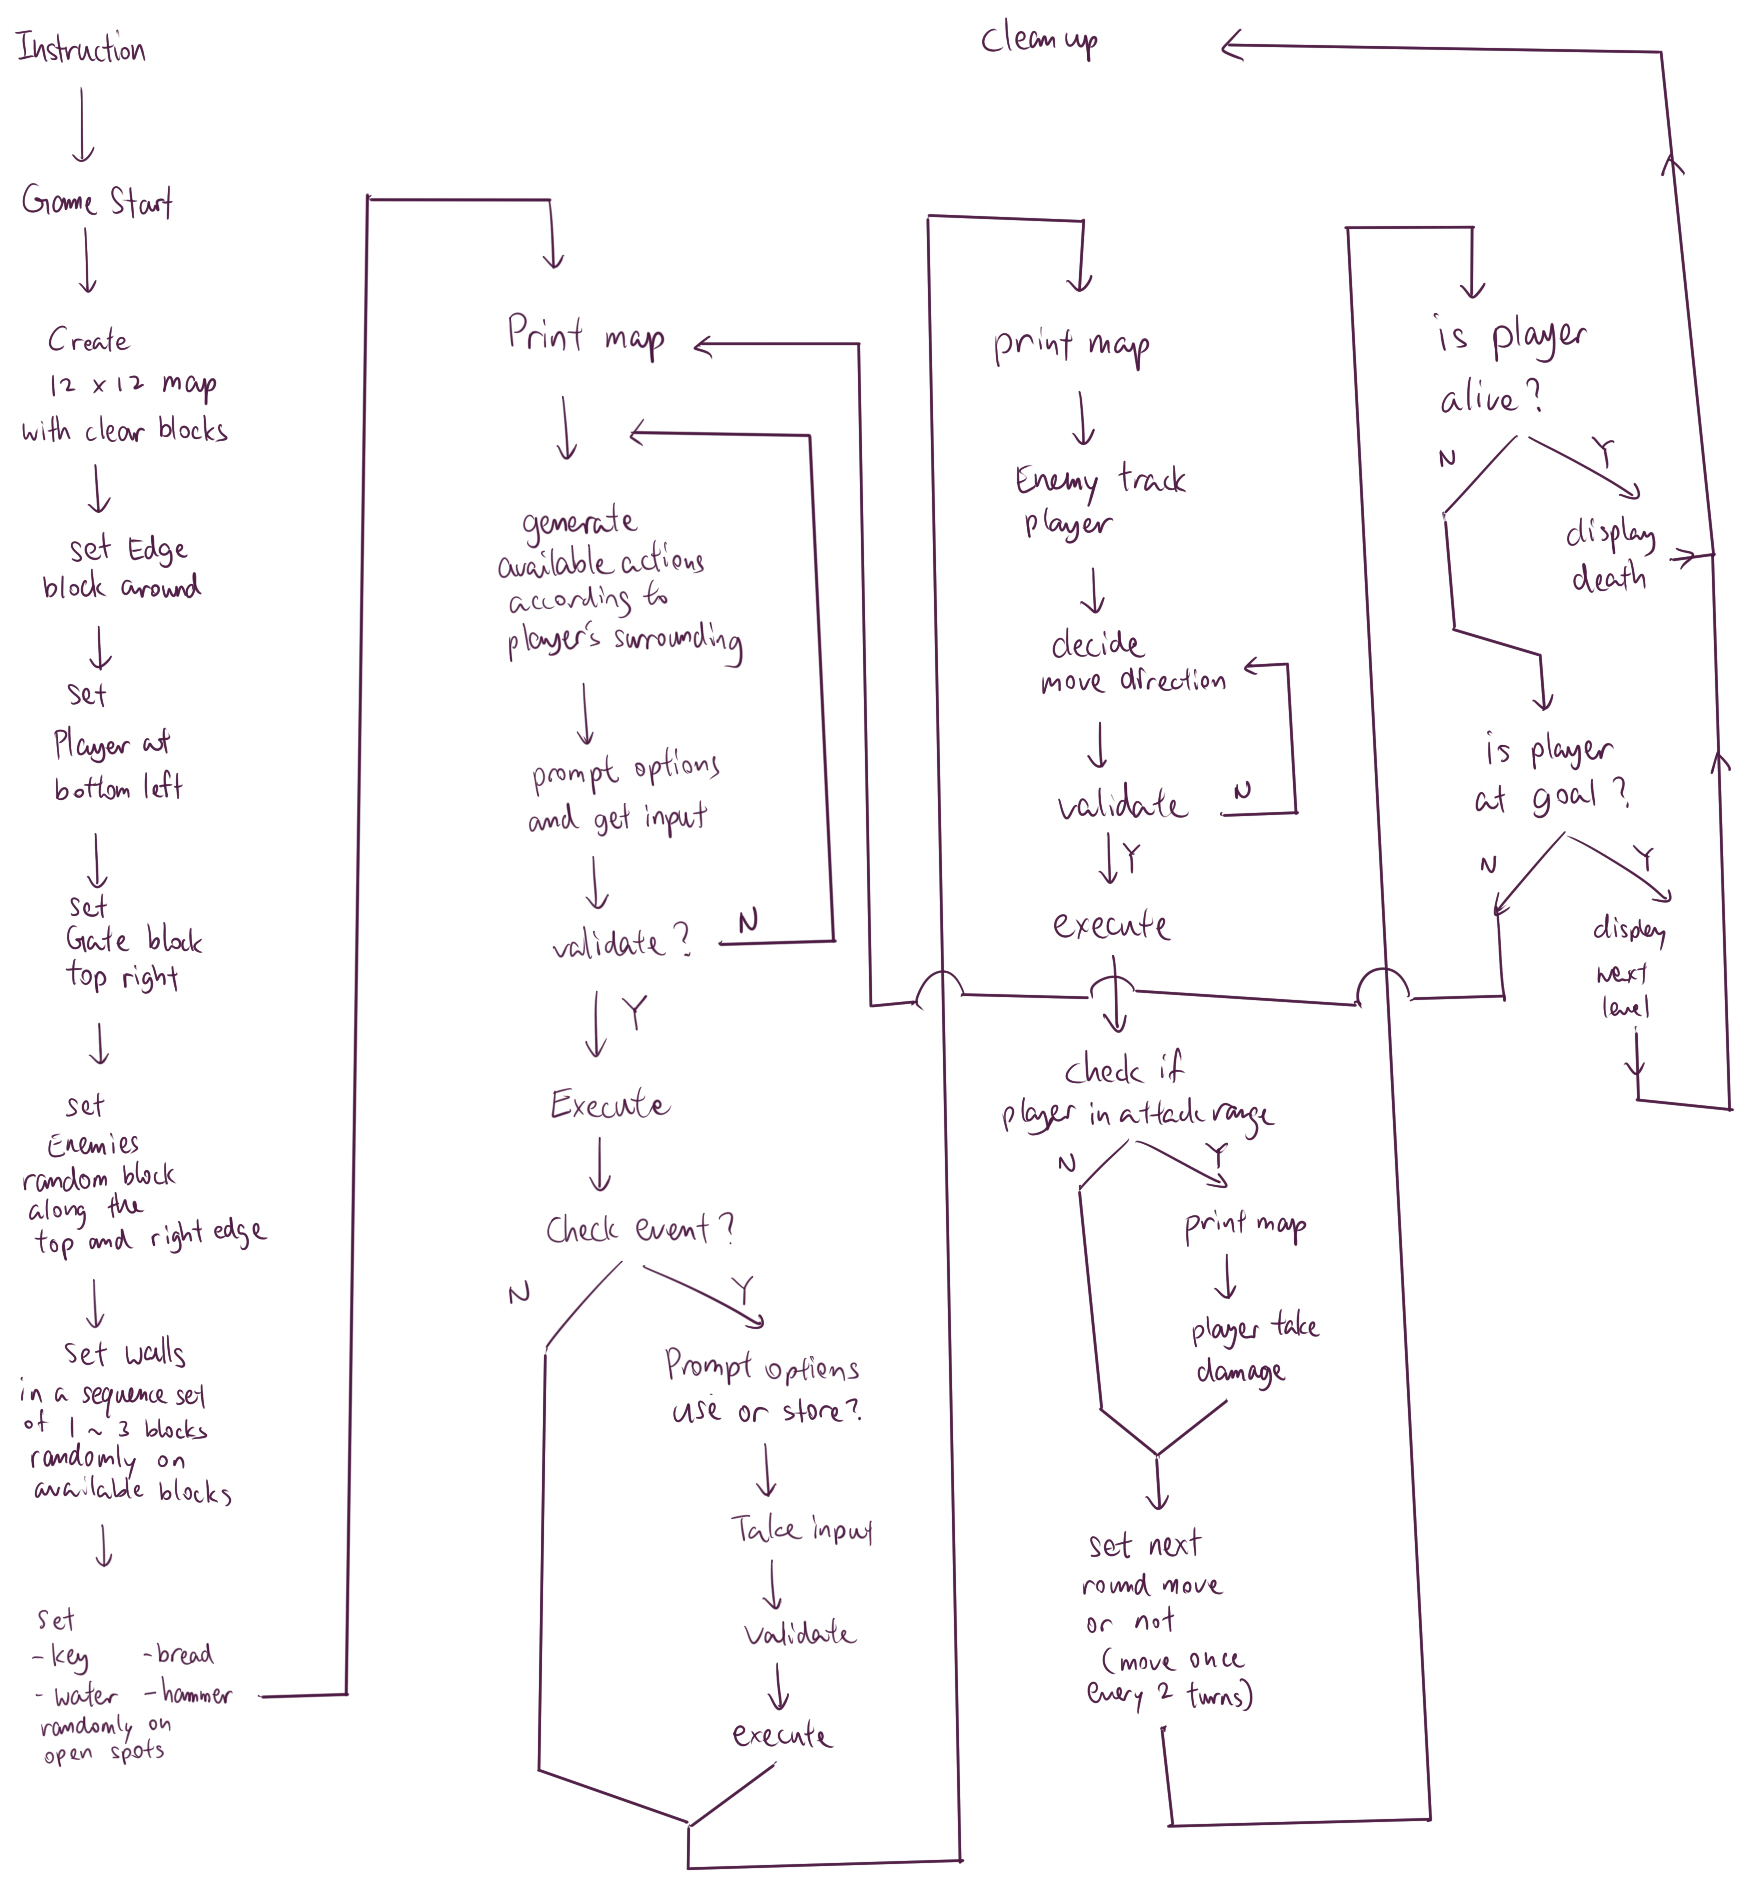 Instruction
Game Start
Create
12 x 12 map
with clear blocks
set Edge
block around
set
Player at
bottom left
set
Gate block
top right
set
Enemies
random block
along the
top and right edge
set walls
in a sequence set
of 1 ~ 3 blocks
randomly on
available blocks
set
- key - bread
- water - hammer
randomly on
open spots
Print map
generate
available actions
according to
player's surrounding
prompt options
and get input
validate? N
Y
Execute
Check event?
N Y
Prompt options
use or store?
Take input
validate
execute
print map
Enemy track
player
decide
move direction
validate N
Y
execute
check if
player in attack range
N Y
print map
player take
damage
set next
round move
or not
(move once
every 2 turns)
is player
alive?
N Y
display
death
is player
at goal?
N Y
display
next
level
Clean up